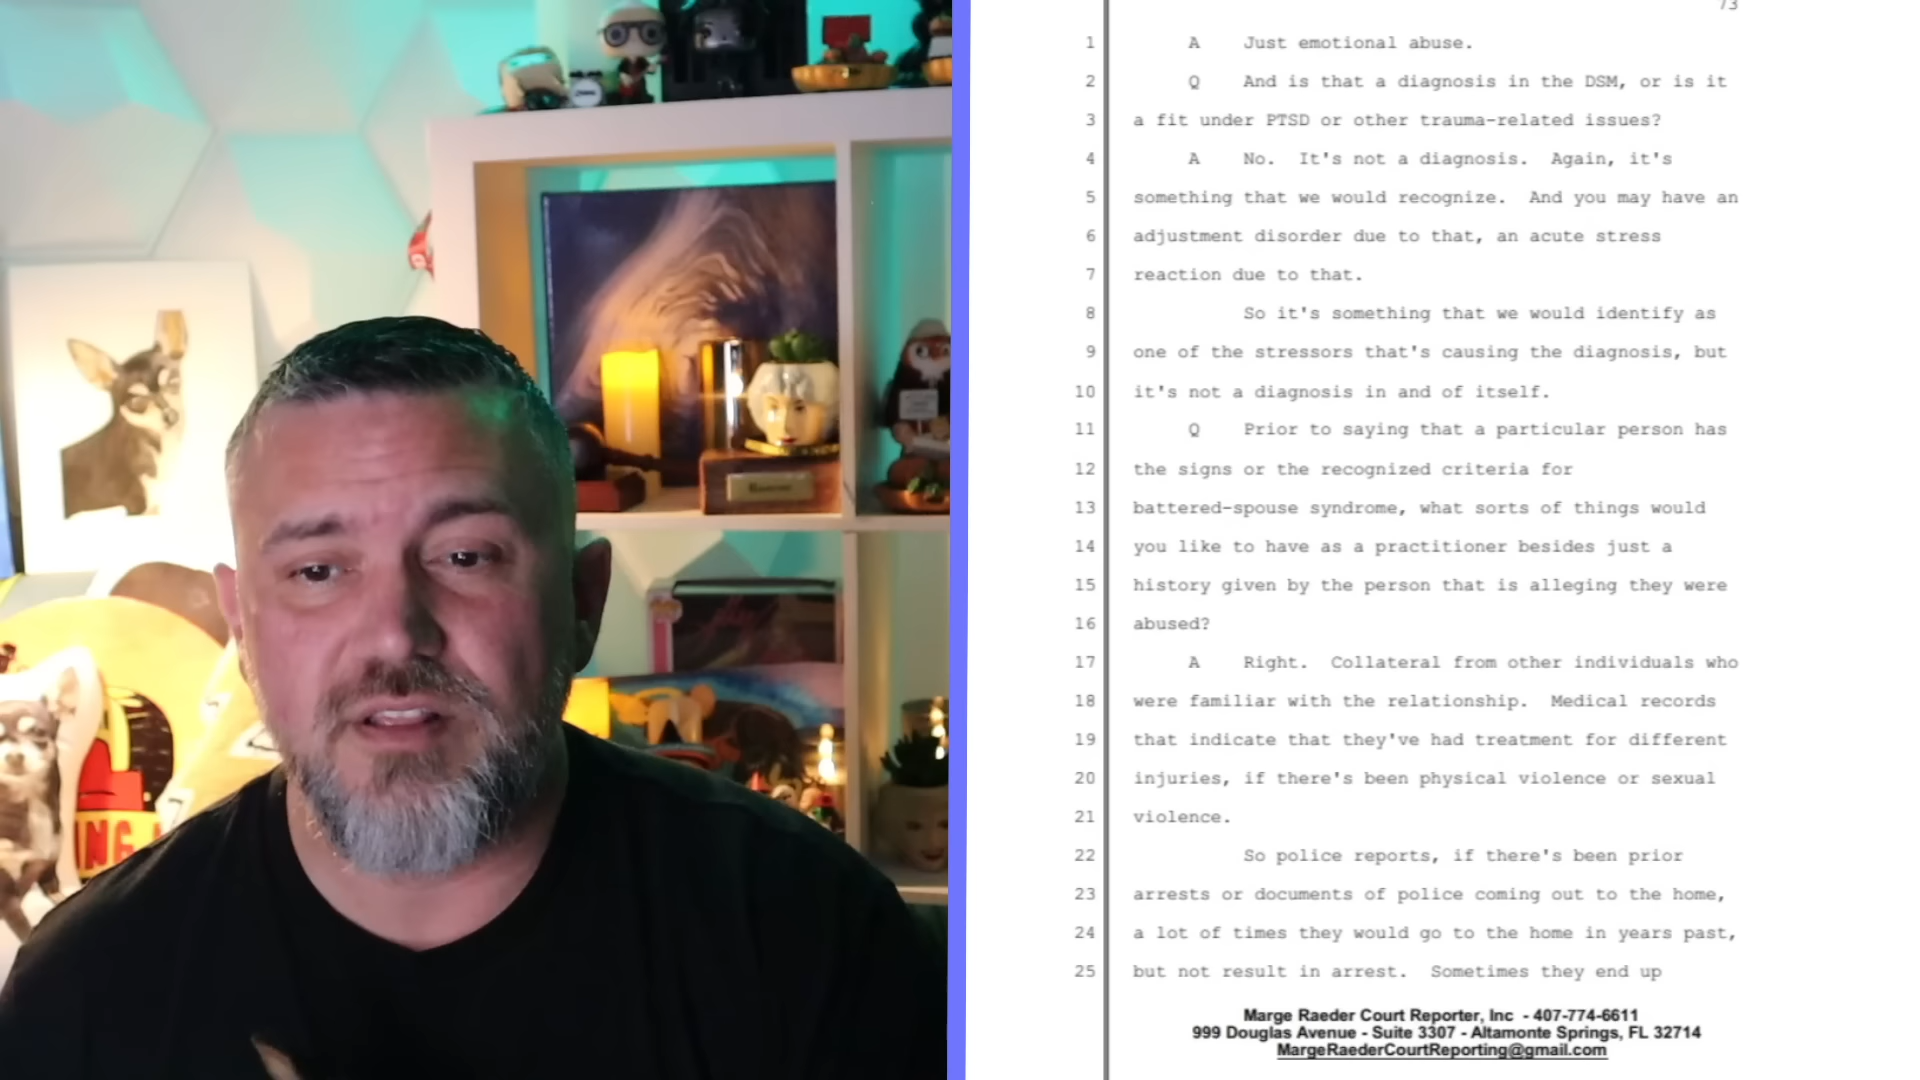 73
1 A Just emotional abuse.
2 Q And is that a diagnosis in the DSM, or is it
3 a fit under PTSD or other trauma-related issues?
4 A No. It's not a diagnosis. Again, it's
5 something that we would recognize. And you may have an
6 adjustment disorder due to that, an acute stress
7 reaction due to that.
8 So it's something that we would identify as
9 one of the stressors that's causing the diagnosis, but
10 it's not a diagnosis in and of itself.
11 Q Prior to saying that a particular person has
12 the signs or the recognized criteria for
13 battered-spouse syndrome, what sorts of things would
14 you like to have as a practitioner besides just a
15 history given by the person that is alleging they were
16 abused?
17 A Right. Collateral from other individuals who
18 were familiar with the relationship. Medical records
19 that indicate that they've had treatment for different
20 injuries, if there's been physical violence or sexual
21 violence.
22 So police reports, if there's been prior
23 arrests or documents of police coming out to the home,
24 a lot of times they would go to the home in years past,
25 but not result in arrest. Sometimes they end up
Marge Raeder Court Reporter, Inc - 407-774-6611
999 Douglas Avenue - Suite 3307 - Altamonte Springs, FL 32714
MargeRaederCourtReporting@gmail.com